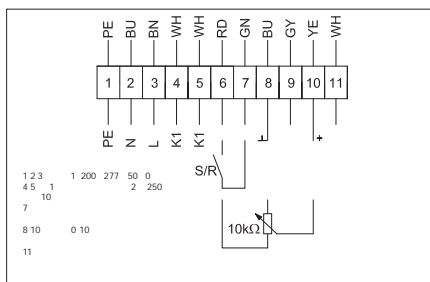 PE BU BN WH WH RD GN BU GY YE WH
1 2 3 4 5 6 7 8 9 10 11
PE N L K1 K1 - +
S/R
1 2 3 1 200 277 50 0
4 5 1 2 250
10
7
8 10 0 10
10kΩ
11